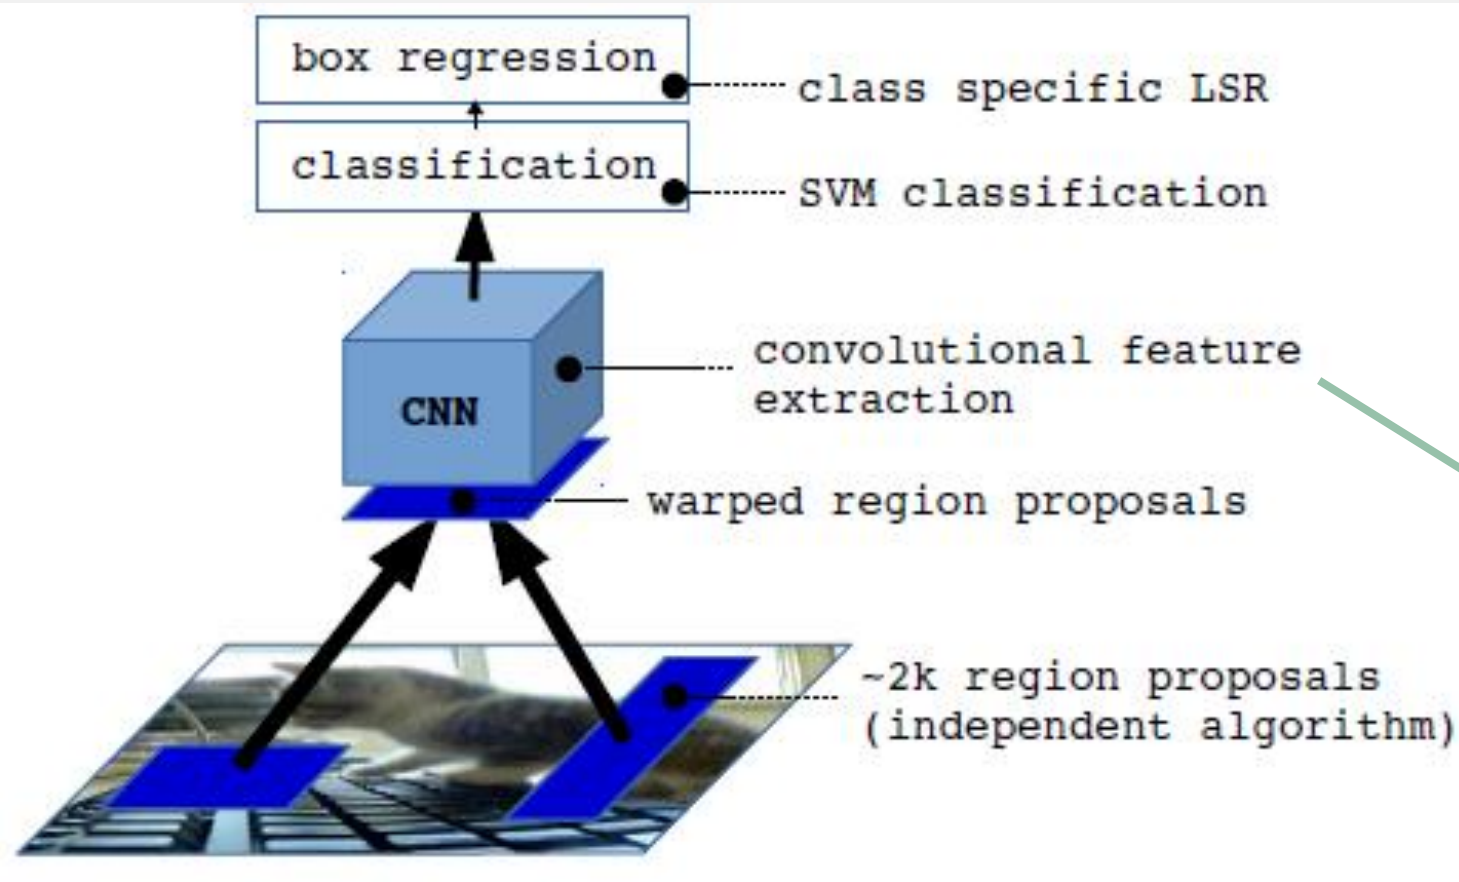 box regression
class specific LSR
classification
SVM classification
convolutional feature
extraction
CNN
warped region proposals
~2k region proposals
(independent algorithm)